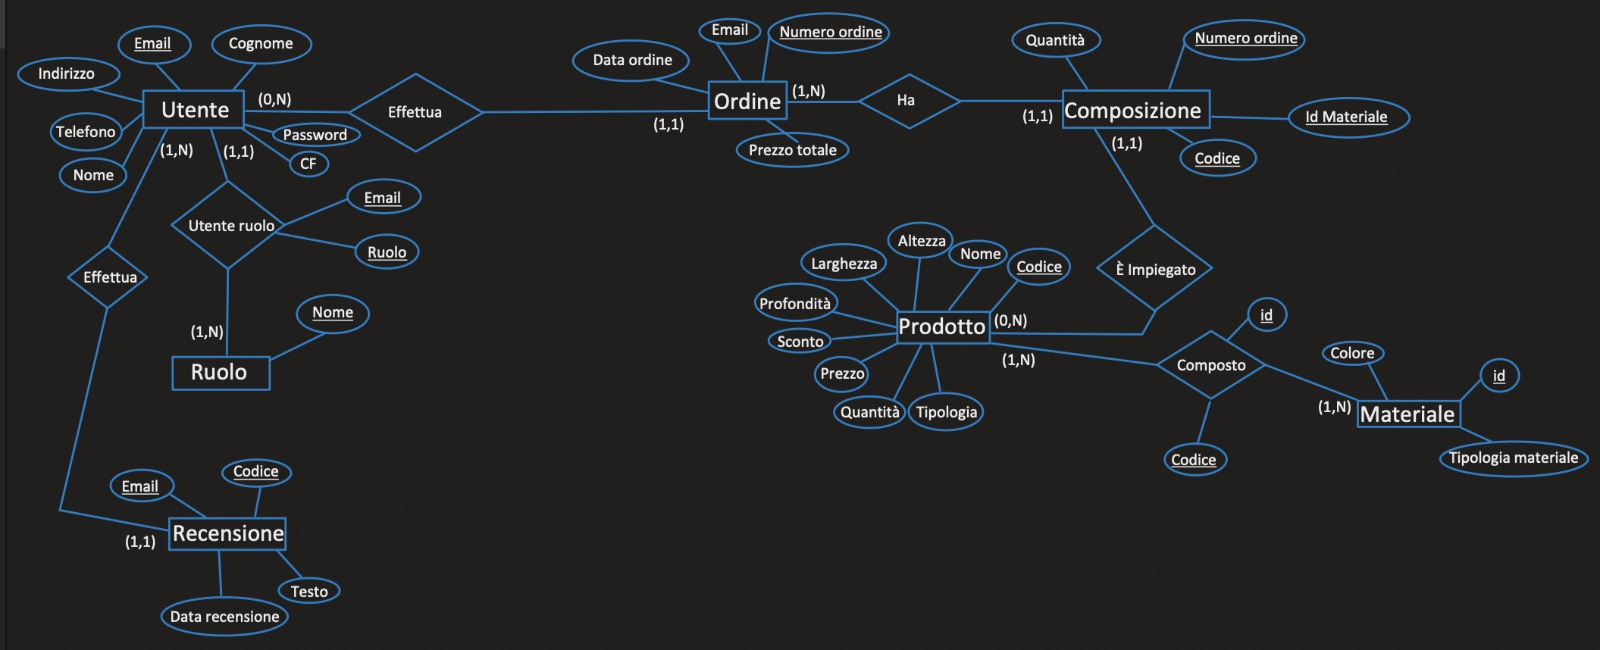 Email
Cognome
Indirizzo
Utente
(0,N)
Effettua
Telefono
Password
Nome
(1,N)
(1,1)
CF
(1,1)
Data ordine
Email
Numero ordine
Ordine
(1,N)
Ha
Prezzo totale
Quantità
Numero ordine
Composizione
(1,1)
(1,1)
Id Materiale
Codice
Utente ruolo
Email
Ruolo
Effettua
(1,N)
Nome
Ruolo
Altezza
Larghezza
Nome
Codice
Profondità
Prodotto
(0,N)
Sconto
(1,N)
Prezzo
Quantità
Tipologia
È Impiegato
id
Composto
Codice
Colore
id
(1,N)
Materiale
Tipologia materiale
Email
Codice
Recensione
(1,1)
Testo
Data recensione